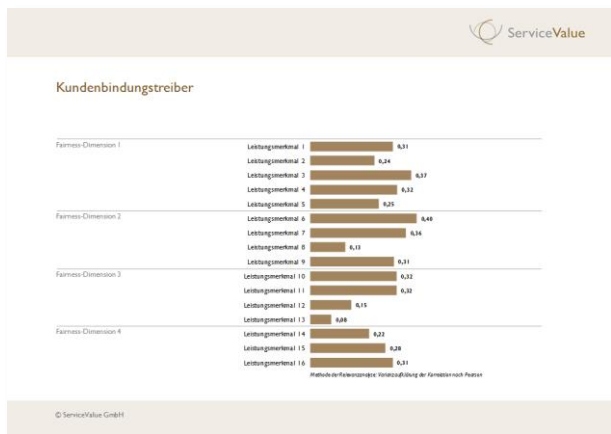 ServiceValue
Kundenbindungstreiber
Fairness-Dimension 1
Leistungsmerkmal 1 0,31
Leistungsmerkmal 2 0,24
Leistungsmerkmal 3 0,37
Leistungsmerkmal 4 0,32
Leistungsmerkmal 5 0,25
Fairness-Dimension 2
Leistungsmerkmal 6 0,40
Leistungsmerkmal 7 0,36
Leistungsmerkmal 8 0,13
Leistungsmerkmal 9 0,31
Fairness-Dimension 3
Leistungsmerkmal 10 0,32
Leistungsmerkmal 11 0,32
Leistungsmerkmal 12 0,15
Leistungsmerkmal 13 0,08
Fairness-Dimension 4
Leistungsmerkmal 14 0,22
Leistungsmerkmal 15 0,28
Leistungsmerkmal 16 0,31
Methode der Relevanzanalyse: Varianzaufklärung der Korrelation nach Pearson
© ServiceValue GmbH